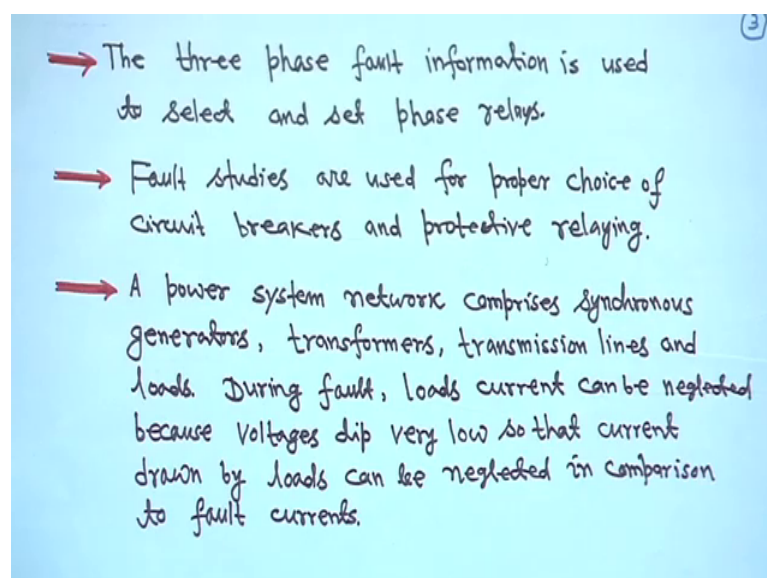 3
The three phase fault information is used
to select and set phase relays.
Fault studies are used for proper choice of
circuit breakers and protective relaying.
A power system network comprises synchronous
generators, transformers, transmission lines and
loads. During fault, loads current can be neglected
because voltages dip very low so that current
drawn by loads can be neglected in comparison
to fault currents.